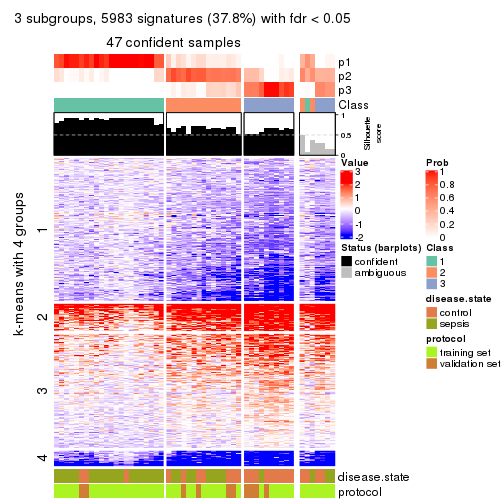 3 subgroups, 5983 signatures (37.8%) with fdr < 0.05
47 confident samples
p1
p2
p3
Class
1
0.5
0
Silhouette
score
k-means with 4 groups
1
2
3
4
disease.state
protocol
Value
3
2
1
0
-1
-2
Prob
1
0.8
0.6
0.4
0.2
0
Status (barplots)
confident
ambiguous
Class
1
2
3
disease.state
control
sepsis
protocol
training set
validation set